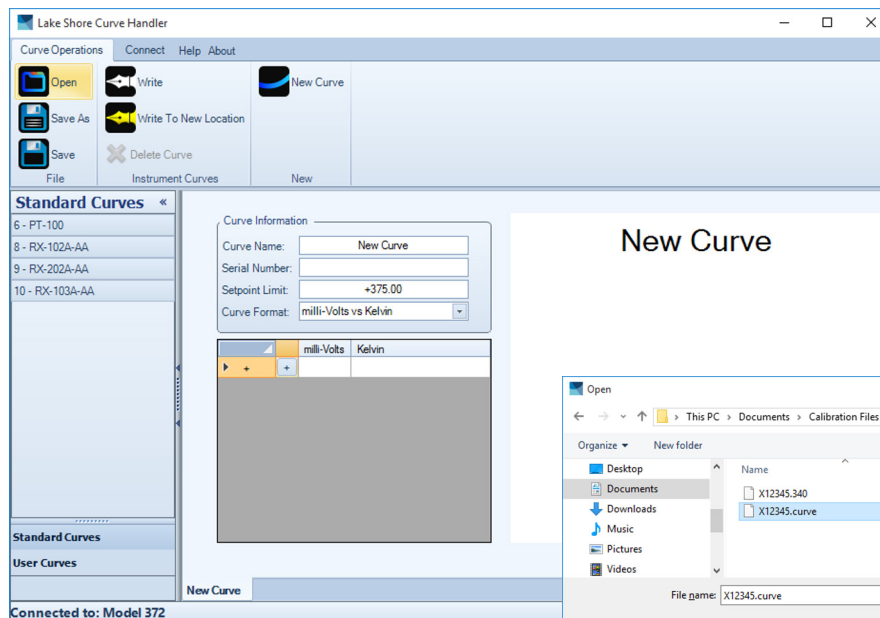 Lake Shore Curve Handler
Curve Operations Connect Help About
Open Write New Curve
Save As Write To New Location
Save Delete Curve
File Instrument Curves New
Standard Curves «
6 - PT-100
8 - RX-102A-AA
9 - RX-202A-AA
10 - RX-103A-AA
Standard Curves
User Curves
Curve Information
Curve Name: New Curve
Serial Number:
Setpoint Limit: +375.00
Curve Format: milli-Volts vs Kelvin
milli-Volts Kelvin
+ +
New Curve
New Curve
Open
This PC > Documents > Calibration Files
Organize New folder
Desktop
Documents
Downloads
Music
Pictures
Videos
Name
X12345.340
X12345.curve
File name: X12345.curve
Connected to: Model 372